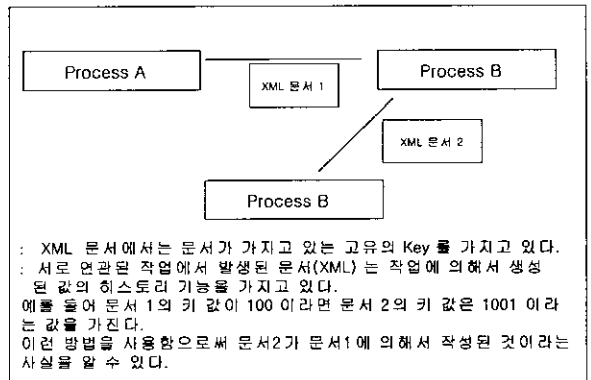 Process A
Process B
XML 문서 1
XML 문서 2
Process B
: XML 문서에서는 문서가 가지고 있는 고유의 Key 를 가지고 있다.
: 서로 연관된 작업에서 발생된 문서(XML) 는 작업에 의해서 생성
된 값의 히스토리 기능을 가지고 있다.
예를 들어 문서 1의 키 값이 100 이라면 문서 2의 키 값은 1001 이라
는 값을 가진다.
이런 방법을 사용함으로써 문서2가 문서1에 의해서 작성된 것이라는
사실을 알 수 있다.